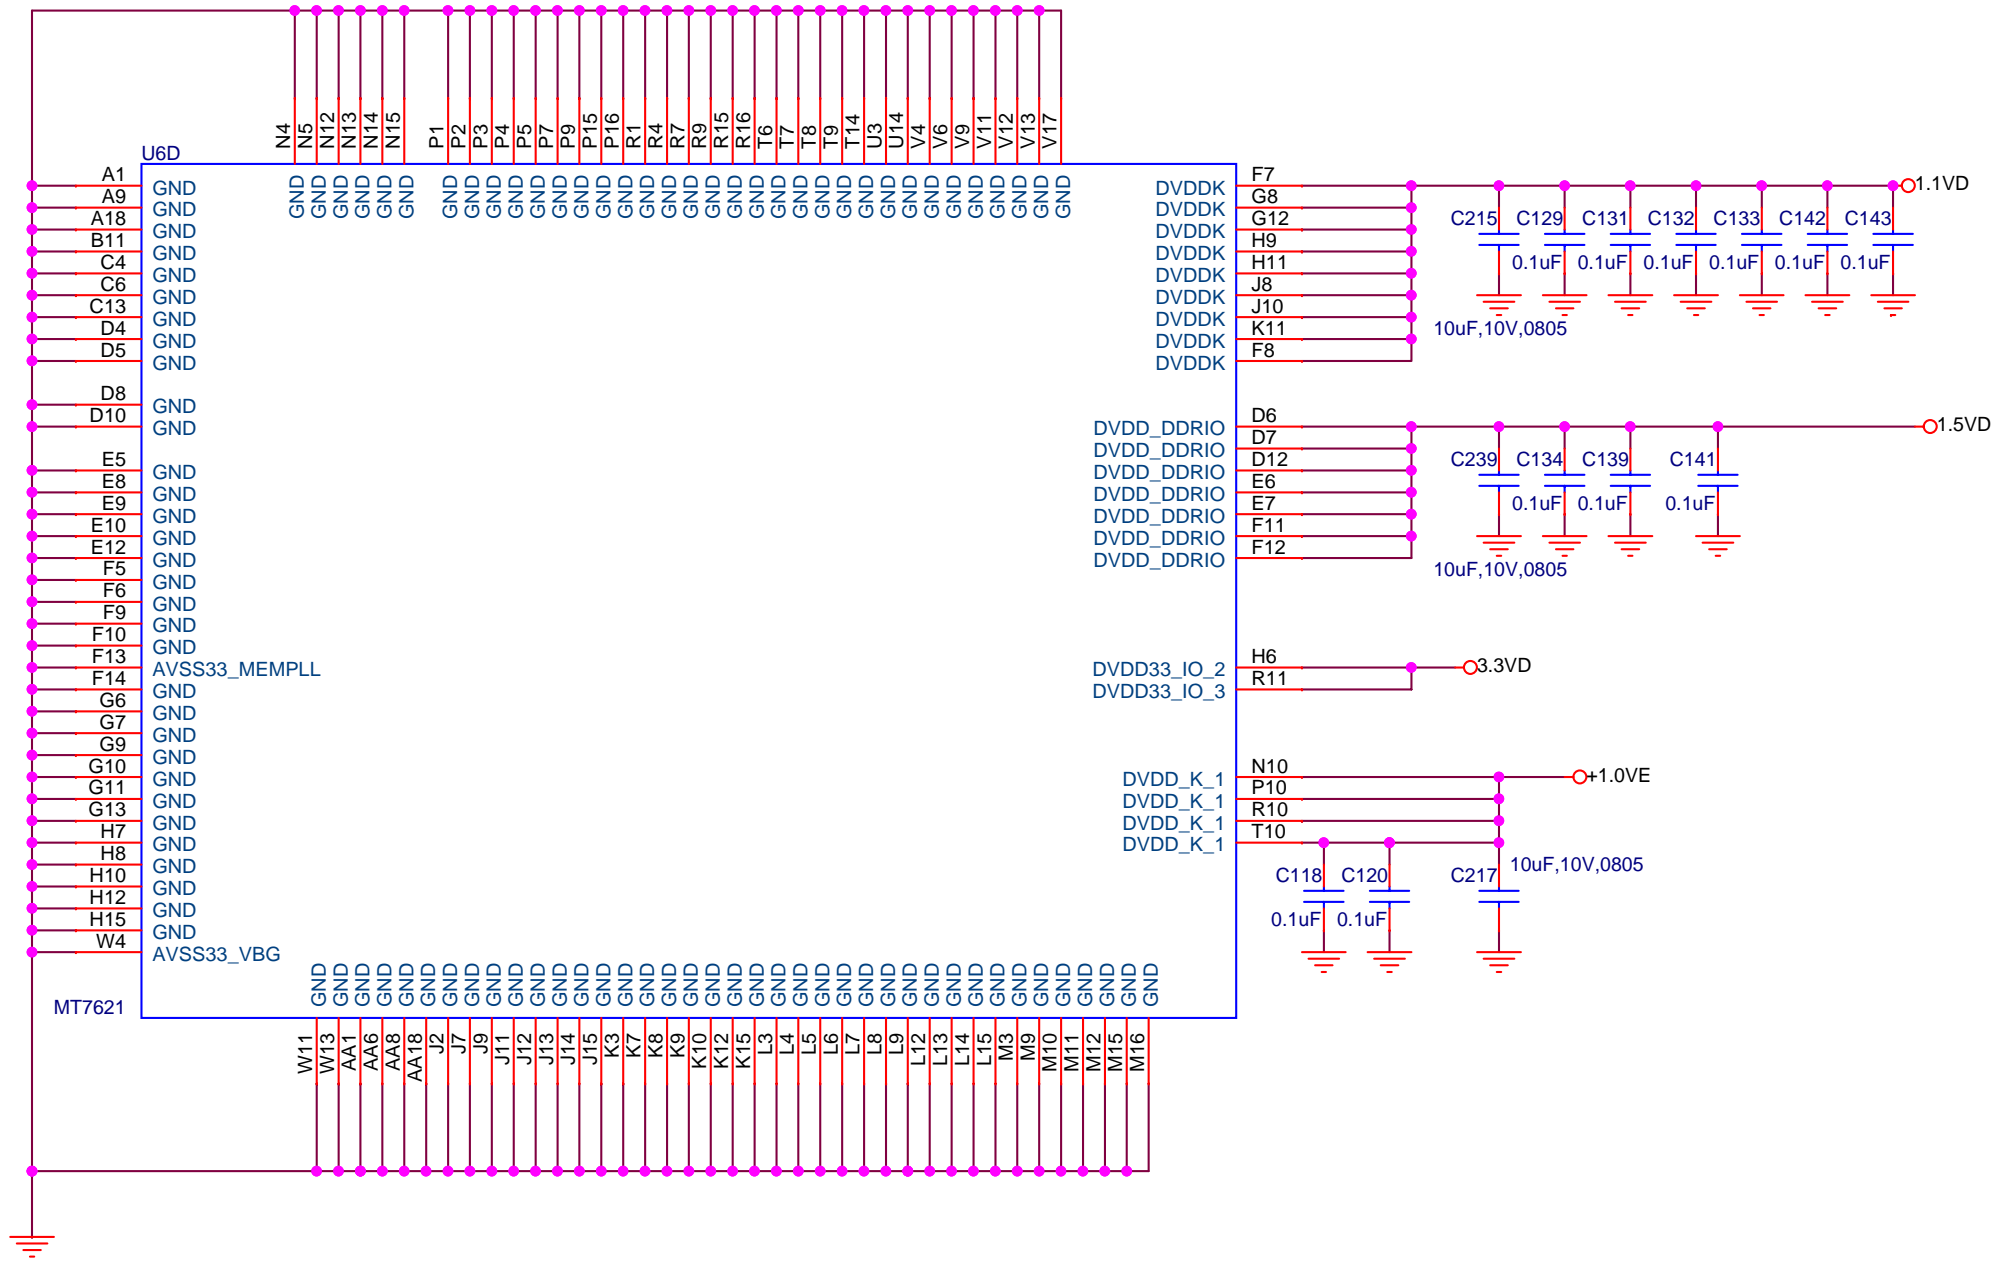 N4 N5 N12 N13 N14 N15 P1 P2 P3 P4 P5 P7 P9 P15 P16 R1 R4 R7 R9 R15 R16 T6 T7 T8 T9 T14 U3 U14 V4 V6 V9 V11 V12 V13 V17
U6D
GND GND GND GND GND GND GND GND GND GND GND GND GND GND GND GND GND GND GND GND GND GND GND GND GND GND GND GND GND GND GND GND GND GND GND
A1 GND
A9 GND
A18 GND
B11 GND
C4 GND
C6 GND
C13 GND
D4 GND
D5 GND
D8 GND
D10 GND
E5 GND
E8 GND
E9 GND
E10 GND
E12 GND
F5 GND
F6 GND
F9 GND
F10 GND
F13 AVSS33_MEMPLL
F14 GND
G6 GND
G7 GND
G9 GND
G10 GND
G11 GND
G13 GND
H7 GND
H8 GND
H10 GND
H12 GND
H15 GND
W4 AVSS33_VBG
MT7621
DVDDK F7
DVDDK G8
DVDDK G12
DVDDK H9
DVDDK H11
DVDDK J8
DVDDK J10
DVDDK K11
DVDDK F8
1.1VD
C215 C129 C131 C132 C133 C142 C143
0.1uF 0.1uF 0.1uF 0.1uF 0.1uF 0.1uF
10uF,10V,0805
DVDD_DDRIO D6
DVDD_DDRIO D7
DVDD_DDRIO D12
DVDD_DDRIO E6
DVDD_DDRIO E7
DVDD_DDRIO F11
DVDD_DDRIO F12
1.5VD
C239 C134 C139 C141
0.1uF 0.1uF 0.1uF
10uF,10V,0805
DVDD33_IO_2 H6
DVDD33_IO_3 R11
3.3VD
DVDD_K_1 N10
DVDD_K_1 P10
DVDD_K_1 R10
DVDD_K_1 T10
+1.0VE
10uF,10V,0805
C118 C120 C217
0.1uF 0.1uF
GND GND GND GND GND GND GND GND GND GND GND GND GND GND GND GND GND GND GND GND GND GND GND GND GND GND GND GND GND GND GND GND GND GND GND GND GND GND GND
W11 W13 AA1 AA6 AA8 AA18 J2 J7 J9 J11 J12 J13 J14 J15 K3 K7 K8 K9 K10 K12 K15 L3 L4 L5 L6 L7 L8 L9 L12 L13 L14 L15 M3 M9 M10 M11 M12 M15 M16